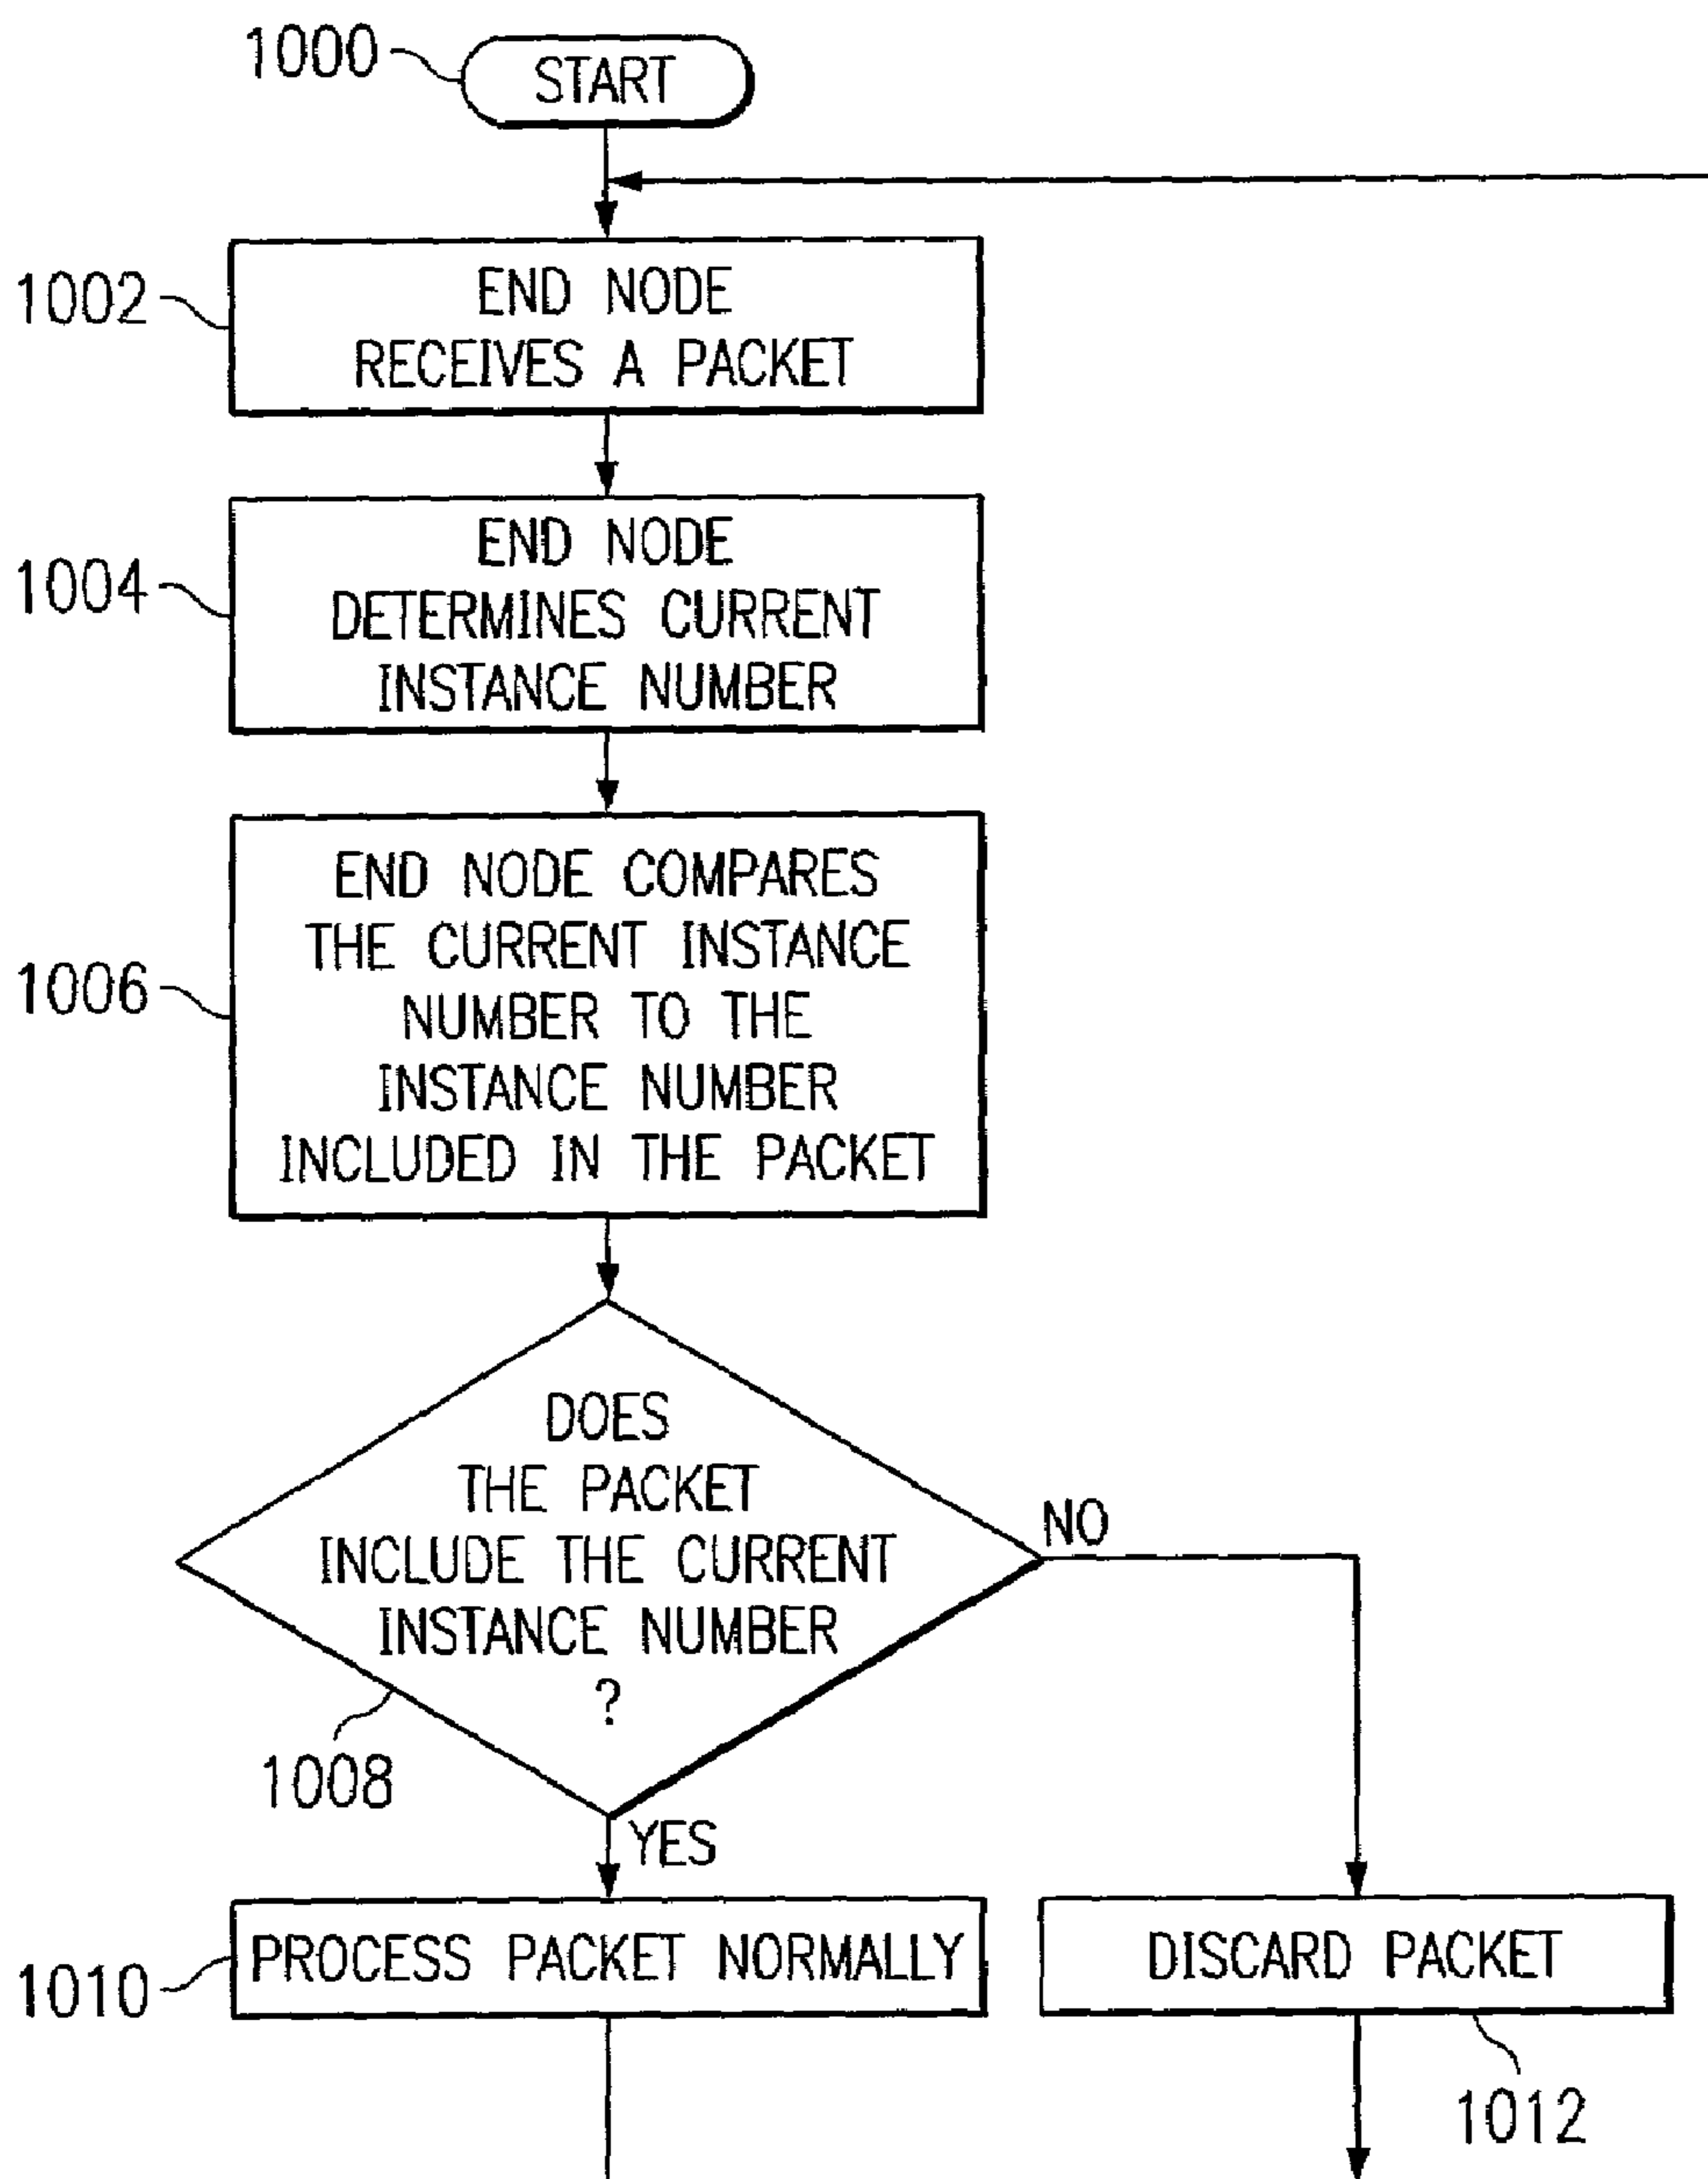 1000
START
1002
END NODE
RECEIVES A PACKET
1004
END NODE
DETERMINES CURRENT
INSTANCE NUMBER
1006
END NODE COMPARES
THE CURRENT INSTANCE
NUMBER TO THE
INSTANCE NUMBER
INCLUDED IN THE PACKET
DOES
THE PACKET
INCLUDE THE CURRENT
INSTANCE NUMBER
?
NO
1008
YES
1010
PROCESS PACKET NORMALLY
DISCARD PACKET
1012